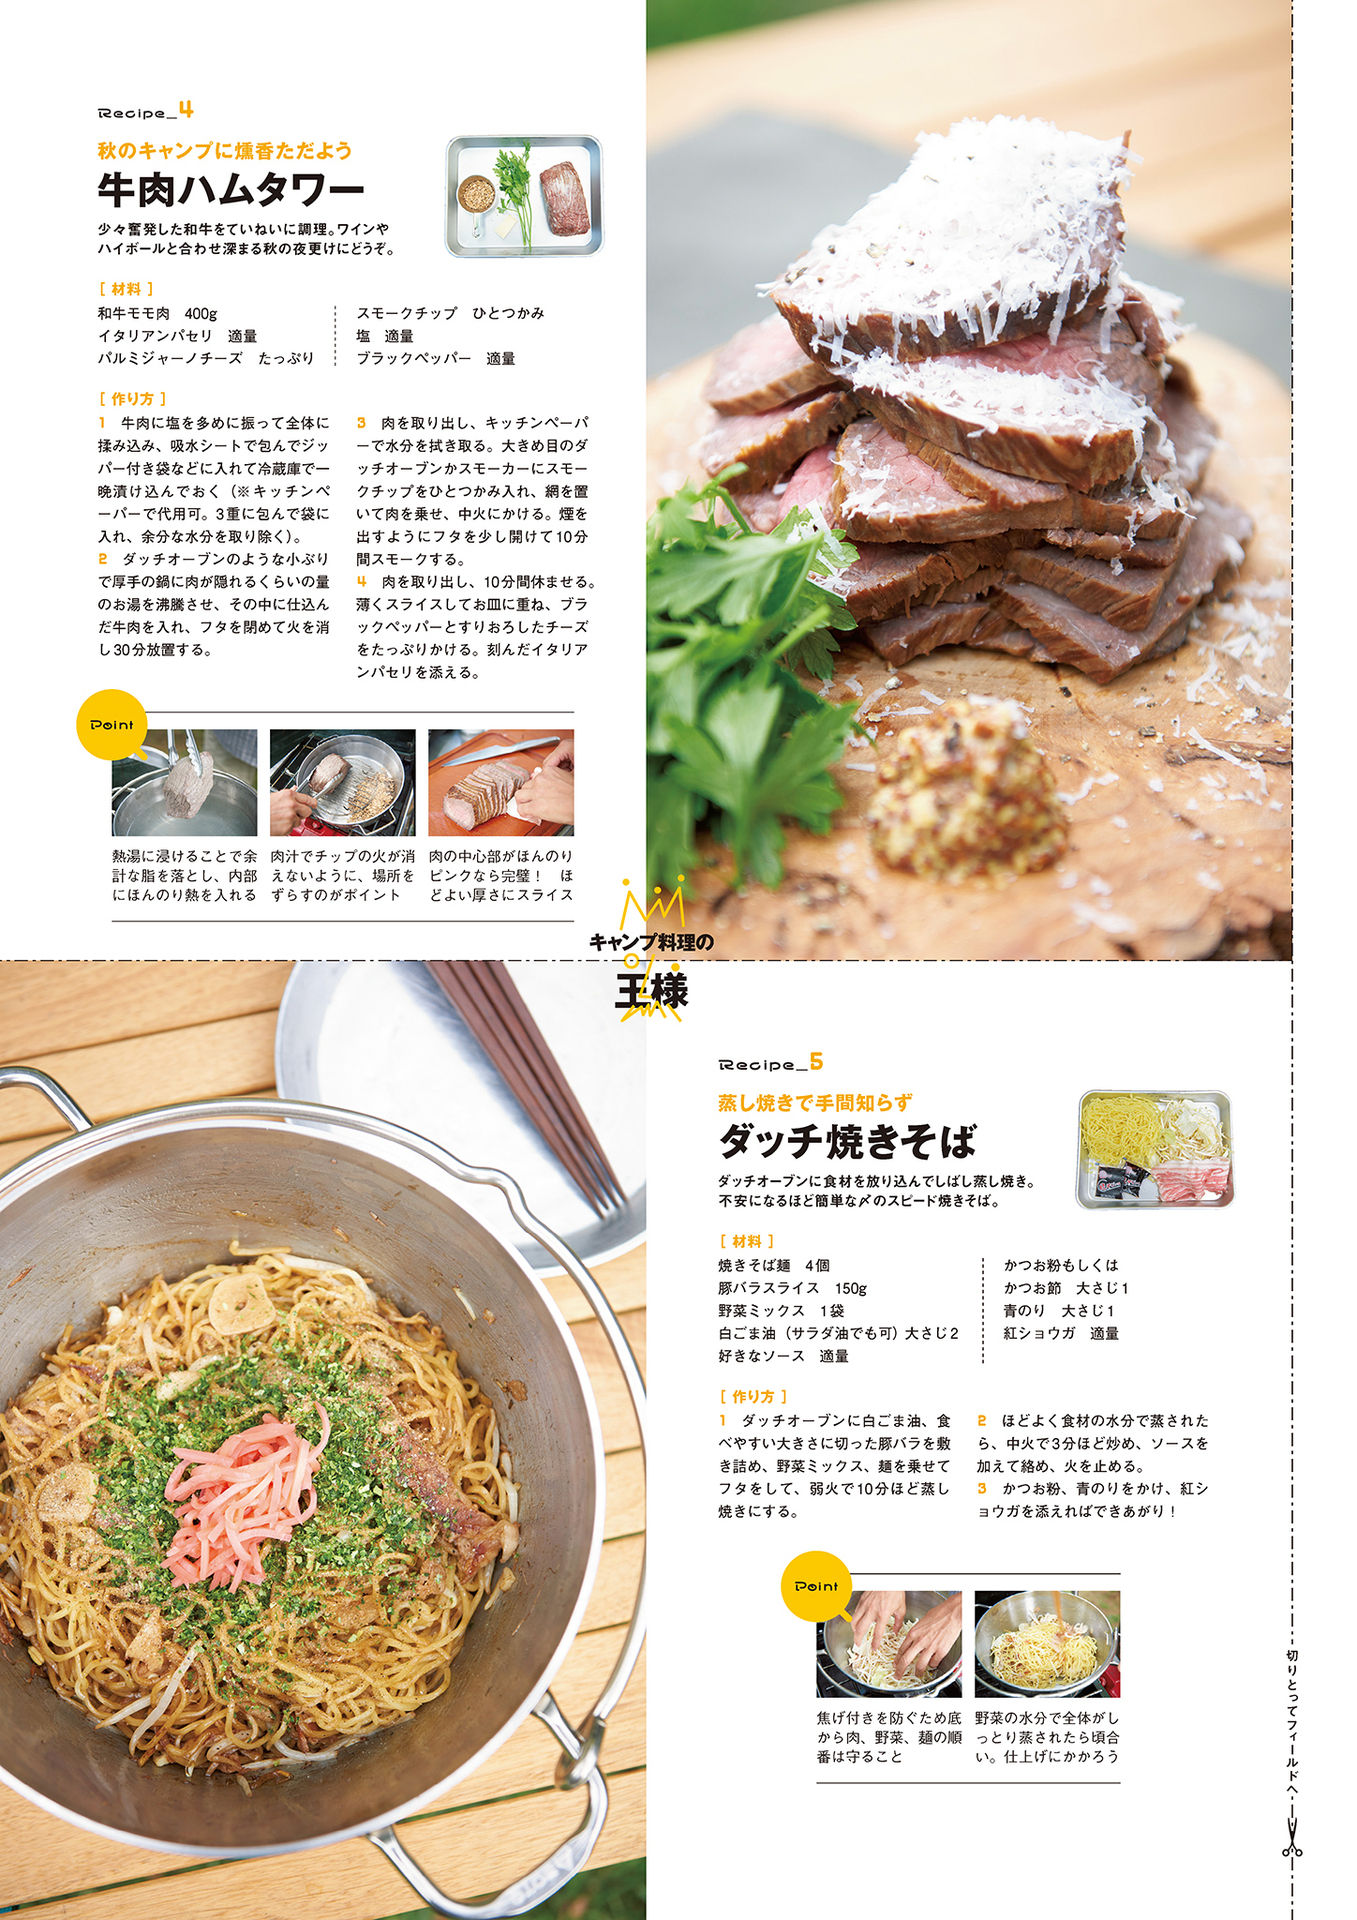 Recipe_4
秋のキャンプに燻香ただよう
牛肉ハムタワー
少々奮発した和牛をていねいに調理。ワインや
ハイボールと合わせ深まる秋の夜更けにどうぞ。
[ 材料 ]
和牛モモ肉　400g
イタリアンパセリ　適量
パルミジャーノチーズ　たっぷり
スモークチップ　ひとつかみ
塩　適量
ブラックペッパー　適量
[ 作り方 ]
1　牛肉に塩を多めに振って全体に
揉み込み、吸水シートで包んでジッ
パー付き袋などに入れて冷蔵庫で一
晩漬け込んでおく（※キッチンペ
ーパーで代用可。3重に包んで袋に
入れ、余分な水分を取り除く）。
2　ダッチオーブンのような小ぶり
で厚手の鍋に肉が隠れるくらいの量
のお湯を沸騰させ、その中に仕込ん
だ牛肉を入れ、フタを閉めて火を消
し30分放置する。
3　肉を取り出し、キッチンペーパ
ーで水分を拭き取る。大きめ目のダ
ッチオーブンかスモーカーにスモー
クチップをひとつかみ入れ、網を置
いて肉を乗せ、中火にかける。煙を
出すようにフタを少し開けて10分
間スモークする。
4　肉を取り出し、10分間休ませる。
薄くスライスしてお皿に重ね、ブラ
ックペッパーとすりおろしたチーズ
をたっぷりかける。刻んだイタリア
ンパセリを添える。
Point
熱湯に浸けることで余
計な脂を落とし、内部
にほんのり熱を入れる
肉汁でチップの火が消
えないように、場所を
ずらすのがポイント
肉の中心部がほんのり
ピンクなら完璧！　ほ
どよい厚さにスライス
キャンプ料理の
王様
Recipe_5
蒸し焼きで手間知らず
ダッチ焼きそば
ダッチオーブンに食材を放り込んでしばし蒸し焼き。
不安になるほど簡単な〆のスピード焼きそば。
[ 材料 ]
焼きそば麺　4個
豚バラスライス　150g
野菜ミックス　1袋
白ごま油（サラダ油でも可）大さじ2
好きなソース　適量
かつお粉もしくは
かつお節　大さじ1
青のり　大さじ1
紅ショウガ　適量
[ 作り方 ]
1　ダッチオーブンに白ごま油、食
べやすい大きさに切った豚バラを敷
き詰め、野菜ミックス、麺を乗せて
フタをして、弱火で10分ほど蒸し
焼きにする。
2　ほどよく食材の水分で蒸された
ら、中火で3分ほど炒め、ソースを
加えて絡め、火を止める。
3　かつお粉、青のりをかけ、紅シ
ョウガを添えればできあがり！
Point
焦げ付きを防ぐため底
から肉、野菜、麺の順
番は守ること
野菜の水分で全体がし
っとり蒸されたら頃合
い。仕上げにかかろう
切りとってフィールドへ